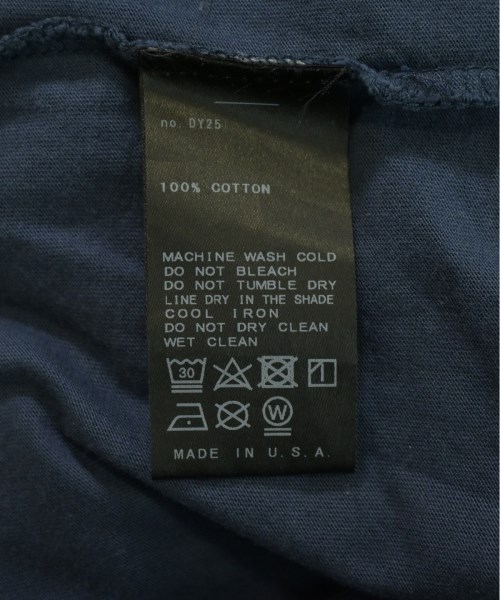 no. DY25
100% COTTON
MACHINE WASH COLD
DO NOT BLEACH
DO NOT TUMBLE DRY
LINE DRY IN THE SHADE
COOL IRON
DO NOT DRY CLEAN
WET CLEAN
30
W
MADE IN U.S.A.